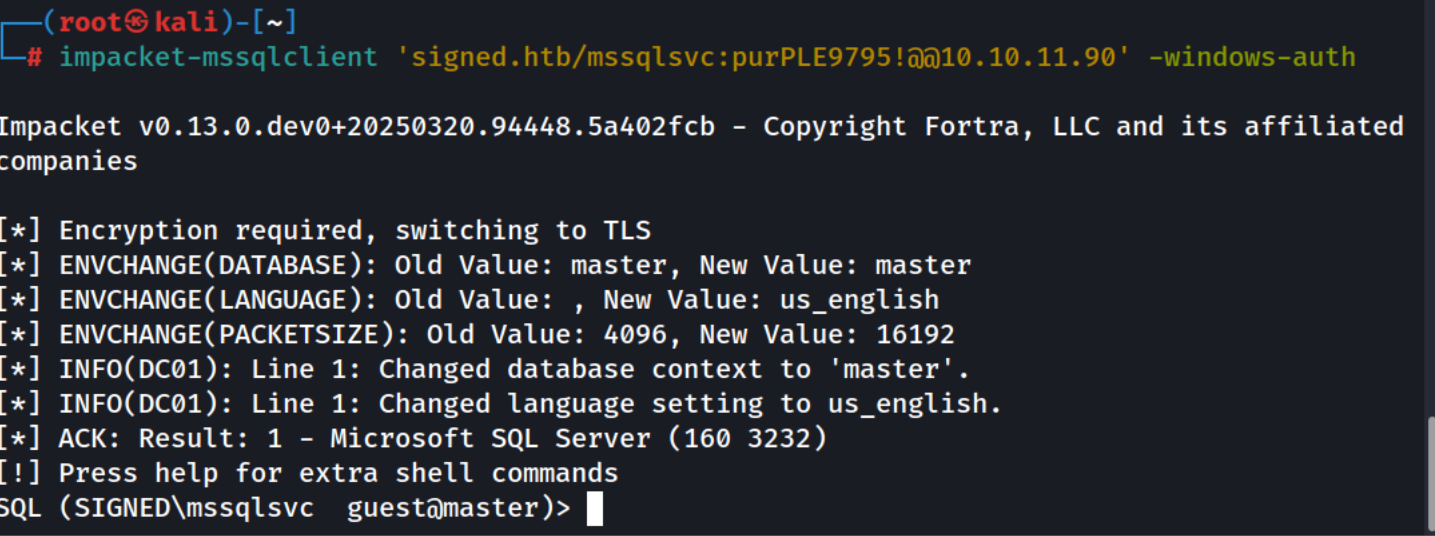 ┌──(root㉿kali)-[~]
└─# impacket-mssqlclient 'signed.htb/mssqlsvc:purPLE9795!@@10.10.11.90' -windows-auth
Impacket v0.13.0.dev0+20250320.94448.5a402fcb - Copyright Fortra, LLC and its affiliated
companies
[*] Encryption required, switching to TLS
[*] ENVCHANGE(DATABASE): Old Value: master, New Value: master
[*] ENVCHANGE(LANGUAGE): Old Value: , New Value: us_english
[*] ENVCHANGE(PACKETSIZE): Old Value: 4096, New Value: 16192
[*] INFO(DC01): Line 1: Changed database context to 'master'.
[*] INFO(DC01): Line 1: Changed language setting to us_english.
[*] ACK: Result: 1 - Microsoft SQL Server (160 3232)
[!] Press help for extra shell commands
SQL (SIGNED\mssqlsvc  guest@master)>